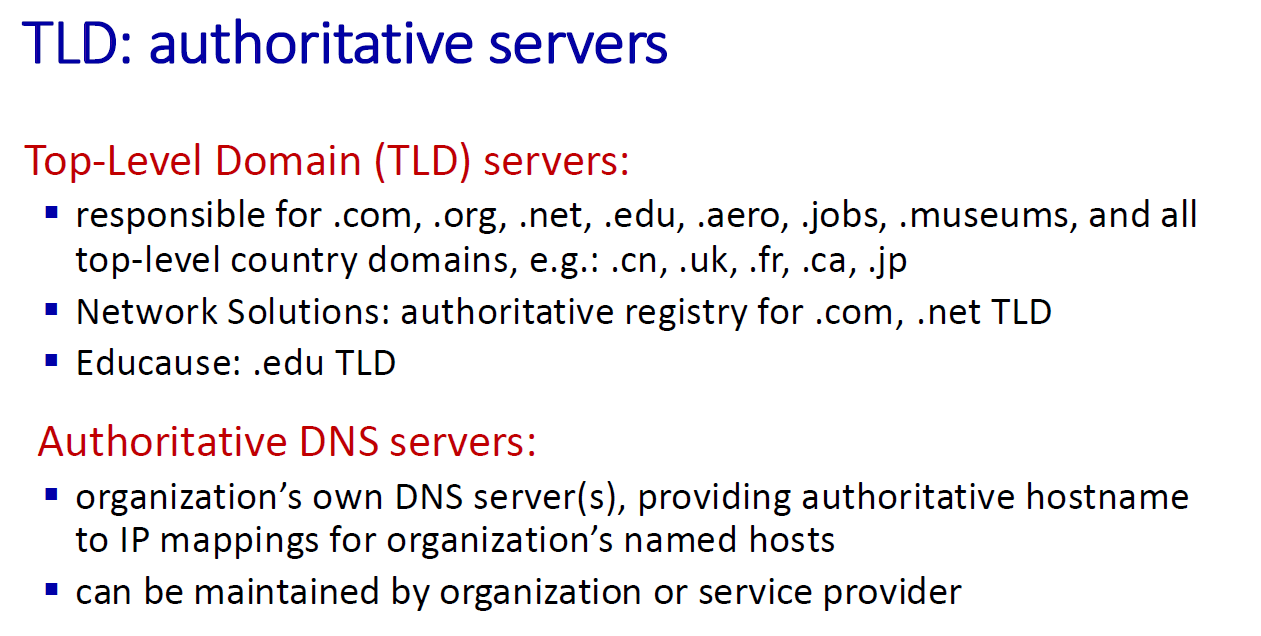 TLD: authoritative servers
Top-Level Domain (TLD) servers:
▪ responsible for .com, .org, .net, .edu, .aero, .jobs, .museums, and all
top-level country domains, e.g.: .cn, .uk, .fr, .ca, .jp
▪ Network Solutions: authoritative registry for .com, .net TLD
▪ Educause: .edu TLD
Authoritative DNS servers:
▪ organization’s own DNS server(s), providing authoritative hostname
to IP mappings for organization’s named hosts
▪ can be maintained by organization or service provider